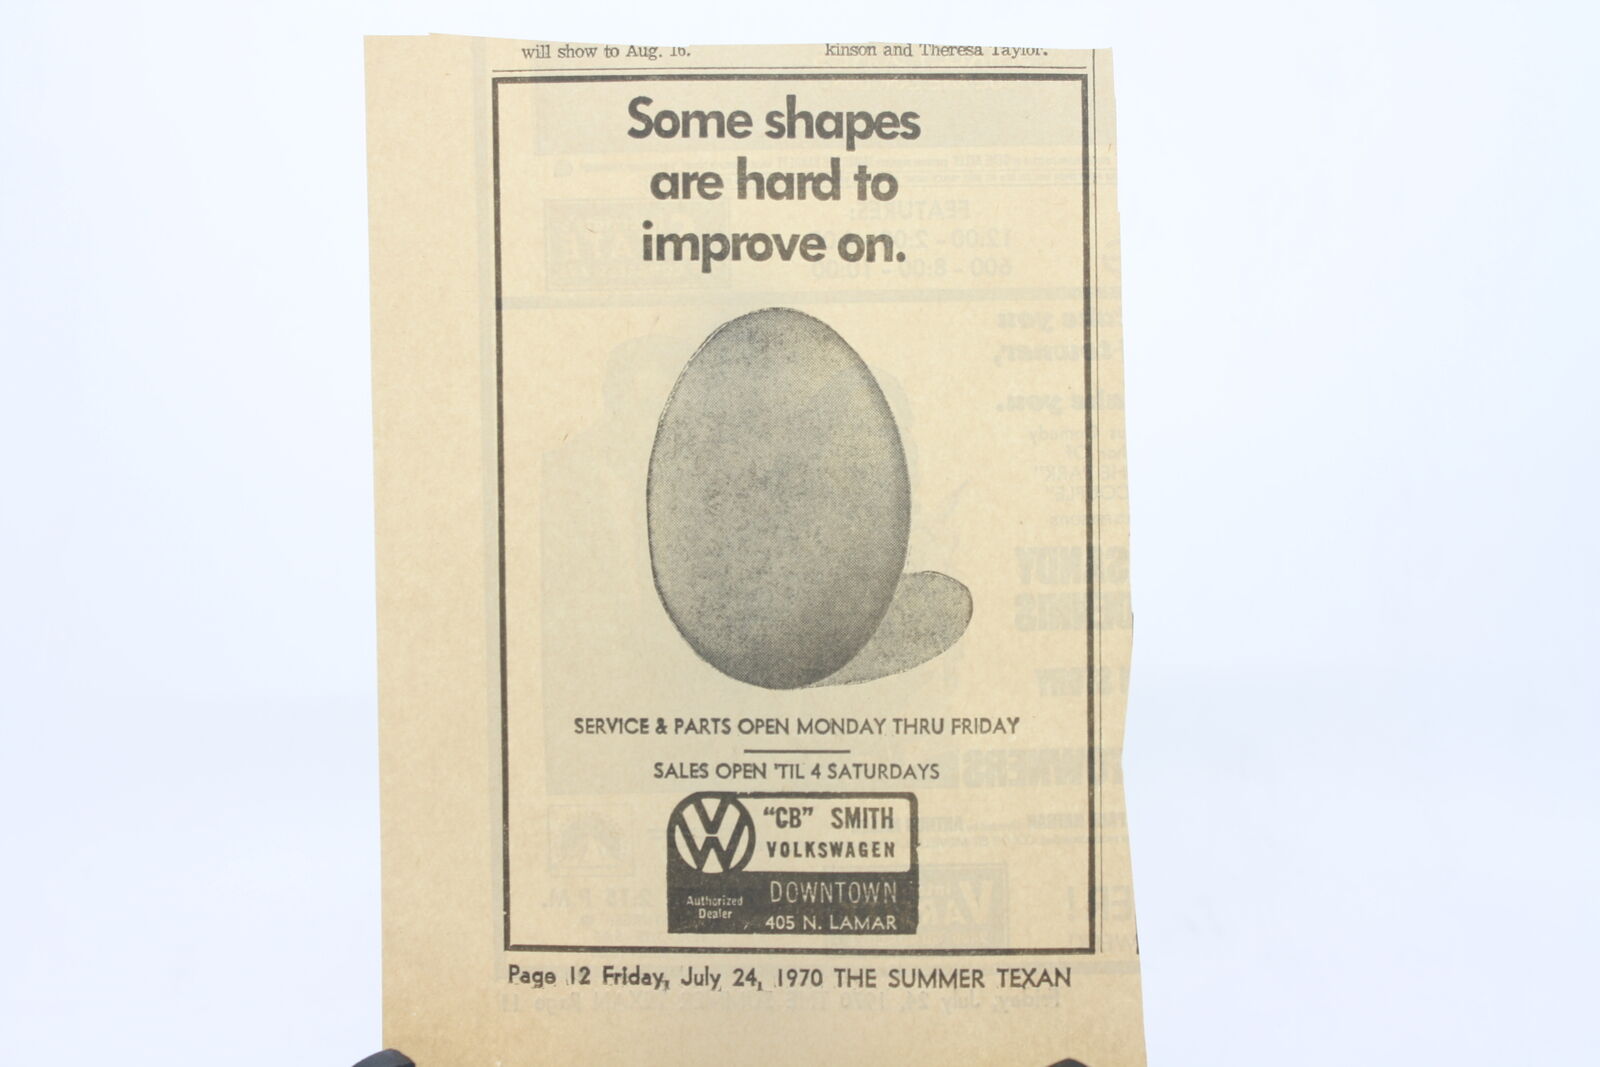 will show to Aug. 16.
kinson and Theresa Taylor.
Some shapes
are hard to
improve on.
SERVICE & PARTS OPEN MONDAY THRU FRIDAY
SALES OPEN 'TIL 4 SATURDAYS
"CB" SMITH
VOLKSWAGEN
Authorized
Dealer
DOWNTOWN
405 N. LAMAR
Page 12 Friday, July 24, 1970 THE SUMMER TEXAN